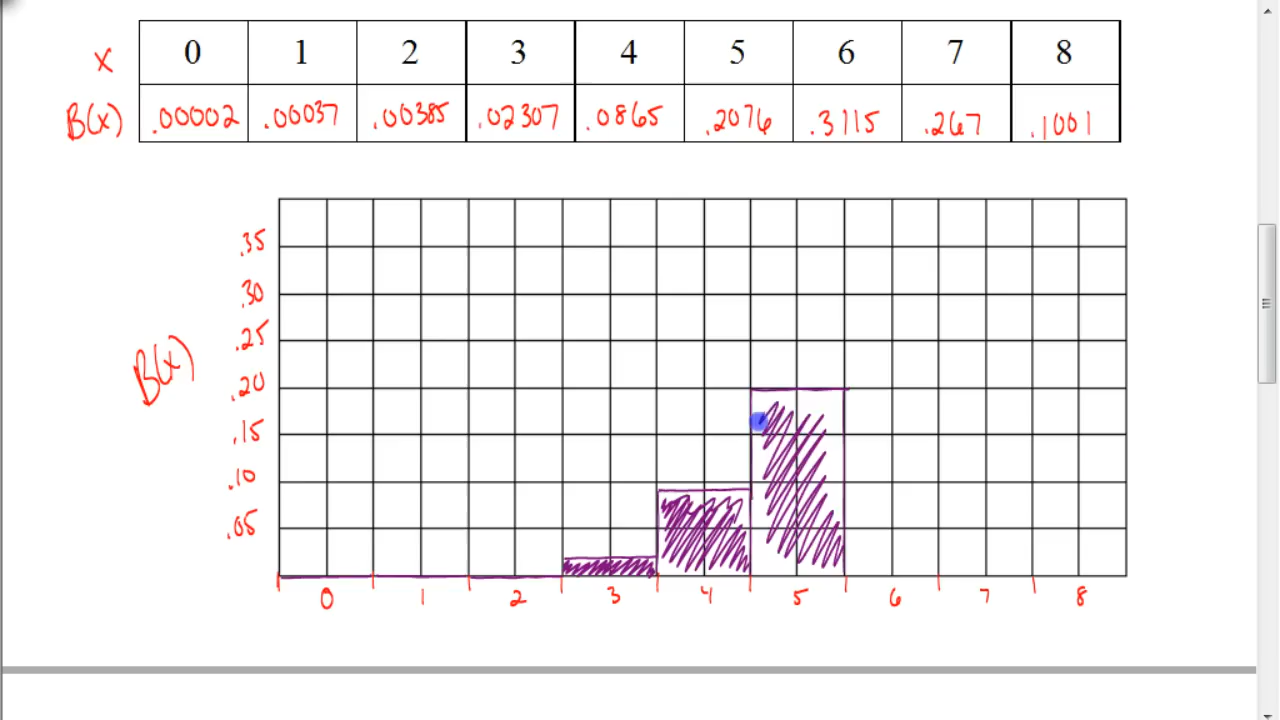 x 0 1 2 3 4 5 6 7 8
B(x) .00002 .00037 .00385 .02307 .0865 .2076 .3115 .267 .1001
.35
.30
.25
B(x)
.20
.15
.10
.05
0 1 2 3 4 5 6 7 8